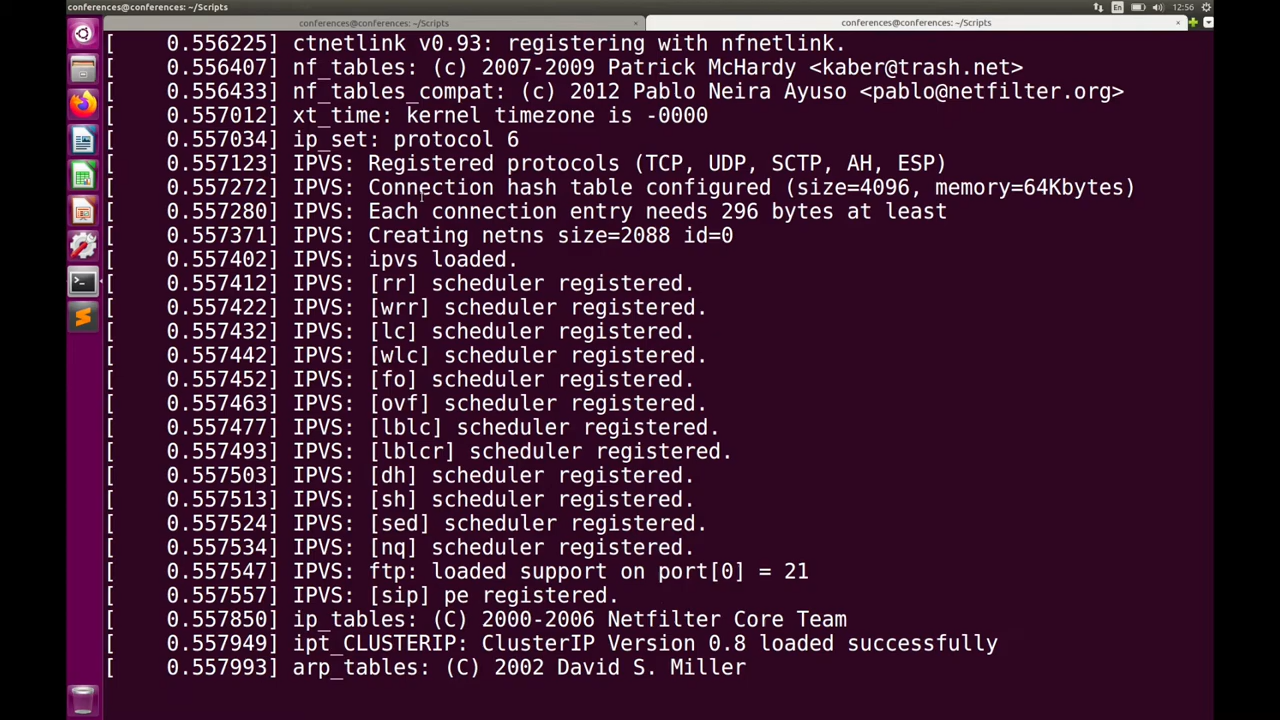 conferences@conferences: ~/Scripts
En
12:56
conferences@conferences: ~/Scripts
conferences@conferences: ~/Scripts
[    0.556225] ctnetlink v0.93: registering with nfnetlink.
[    0.556407] nf_tables: (c) 2007-2009 Patrick McHardy <kaber@trash.net>
[    0.556433] nf_tables_compat: (c) 2012 Pablo Neira Ayuso <pablo@netfilter.org>
[    0.557012] xt_time: kernel timezone is -0000
[    0.557034] ip_set: protocol 6
[    0.557123] IPVS: Registered protocols (TCP, UDP, SCTP, AH, ESP)
[    0.557272] IPVS: Connection hash table configured (size=4096, memory=64Kbytes)
[    0.557280] IPVS: Each connection entry needs 296 bytes at least
[    0.557371] IPVS: Creating netns size=2088 id=0
[    0.557402] IPVS: ipvs loaded.
[    0.557412] IPVS: [rr] scheduler registered.
[    0.557422] IPVS: [wrr] scheduler registered.
[    0.557432] IPVS: [lc] scheduler registered.
[    0.557442] IPVS: [wlc] scheduler registered.
[    0.557452] IPVS: [fo] scheduler registered.
[    0.557463] IPVS: [ovf] scheduler registered.
[    0.557477] IPVS: [lblc] scheduler registered.
[    0.557493] IPVS: [lblcr] scheduler registered.
[    0.557503] IPVS: [dh] scheduler registered.
[    0.557513] IPVS: [sh] scheduler registered.
[    0.557524] IPVS: [sed] scheduler registered.
[    0.557534] IPVS: [nq] scheduler registered.
[    0.557547] IPVS: ftp: loaded support on port[0] = 21
[    0.557557] IPVS: [sip] pe registered.
[    0.557850] ip_tables: (C) 2000-2006 Netfilter Core Team
[    0.557949] ipt_CLUSTERIP: ClusterIP Version 0.8 loaded successfully
[    0.557993] arp_tables: (C) 2002 David S. Miller